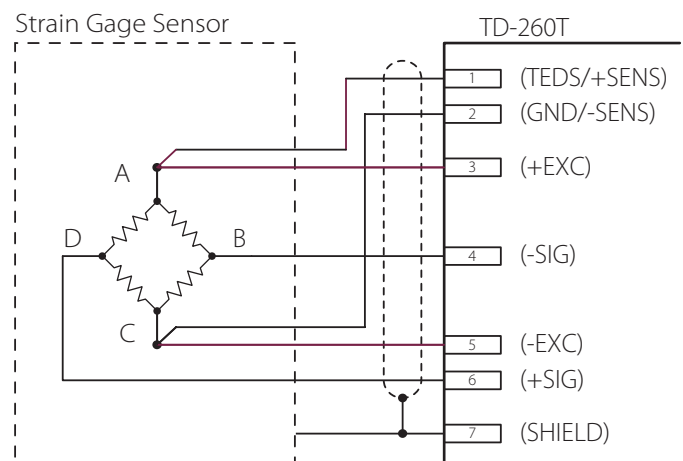 Strain Gage Sensor
TD-260T
1 (TEDS/+SENS)
2 (GND/-SENS)
A
3 (+EXC)
D
B
4 (-SIG)
C
5 (-EXC)
6 (+SIG)
7 (SHIELD)